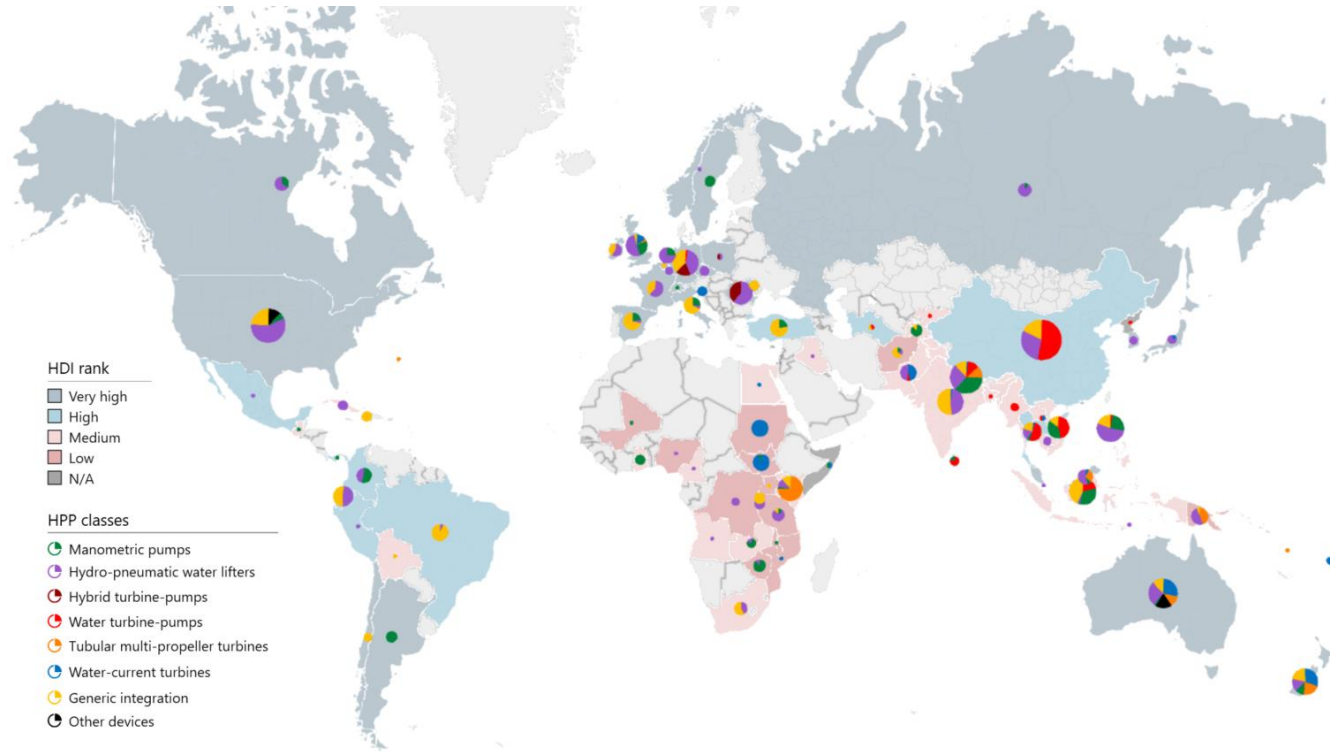 HDI rank
Very high
High
Medium
Low
N/A
HPP classes
Manometric pumps
Hydro-pneumatic water lifters
Hybrid turbine-pumps
Water turbine-pumps
Tubular multi-propeller turbines
Water-current turbines
Generic integration
Other devices